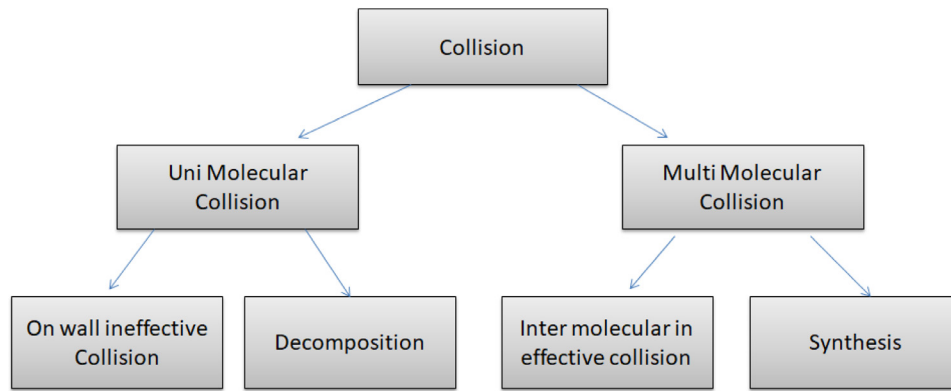 Collision
Uni Molecular
Collision
Multi Molecular
Collision
On wall ineffective
Collision
Decomposition
Inter molecular in
effective collision
Synthesis